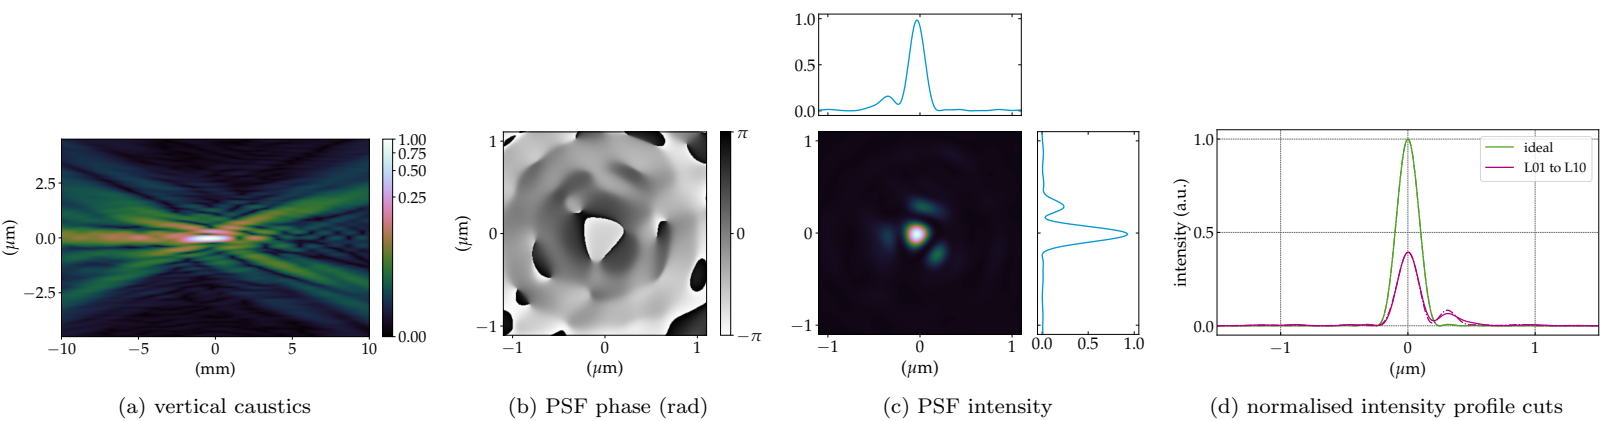 2.5
0.0
−2.5
(μm)
−10
−5
0
5
10
(mm)
1.00
0.75
0.50
0.25
0.00
(a) vertical caustics
1
0
−1
(μm)
−1
0
1
(μm)
π
0
−π
(b) PSF phase (rad)
1.0
0.5
0.0
1
0
−1
−1
0
1
(μm)
0.0
0.5
1.0
(c) PSF intensity
1.0
0.5
0.0
intensity (a.u.)
ideal
L01 to L10
−1
0
1
(μm)
(d) normalised intensity profile cuts